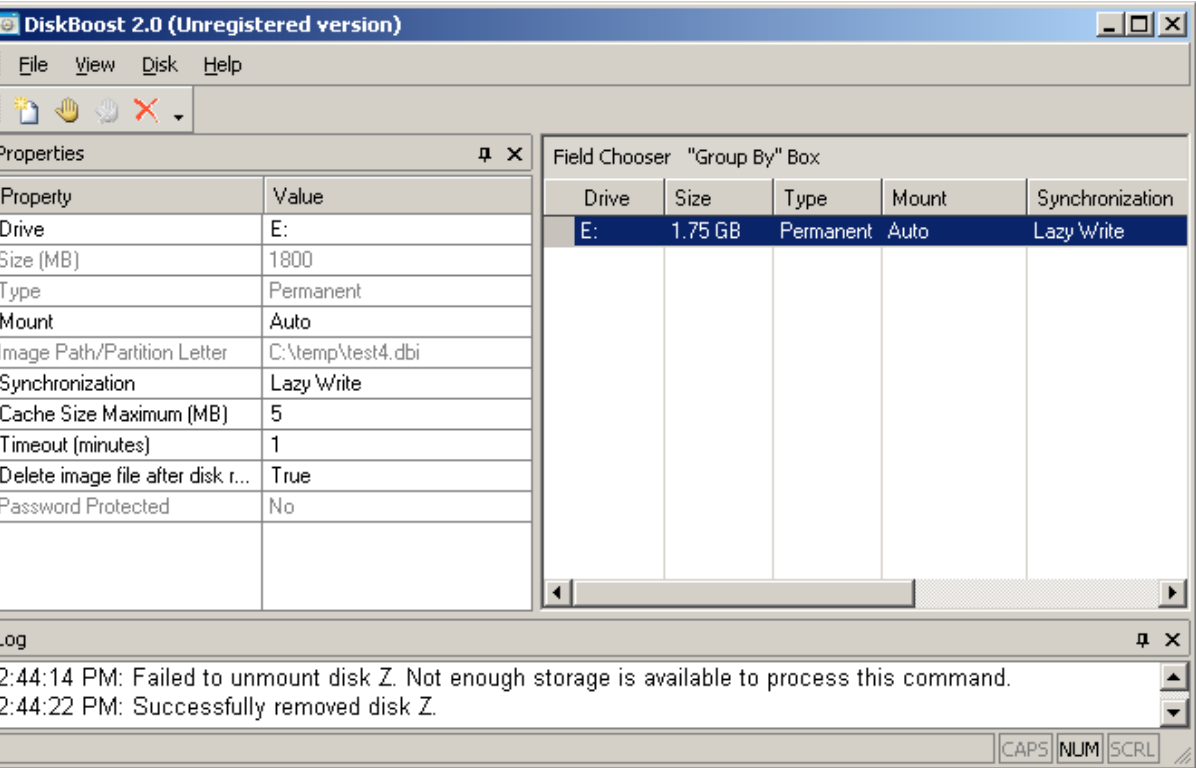 DiskBoost 2.0 (Unregistered version)
File View Disk Help
Properties
Property Value
Drive E:
Size (MB) 1800
Type Permanent
Mount Auto
Image Path/Partition Letter C:\temp\test4.dbi
Synchronization Lazy Write
Cache Size Maximum (MB) 5
Timeout (minutes) 1
Delete image file after disk r... True
Password Protected No
Field Chooser "Group By" Box
Drive Size Type Mount Synchronization
E: 1.75 GB Permanent Auto Lazy Write
Log
2:44:14 PM: Failed to unmount disk Z. Not enough storage is available to process this command.
2:44:22 PM: Successfully removed disk Z.
CAPS NUM SCRL